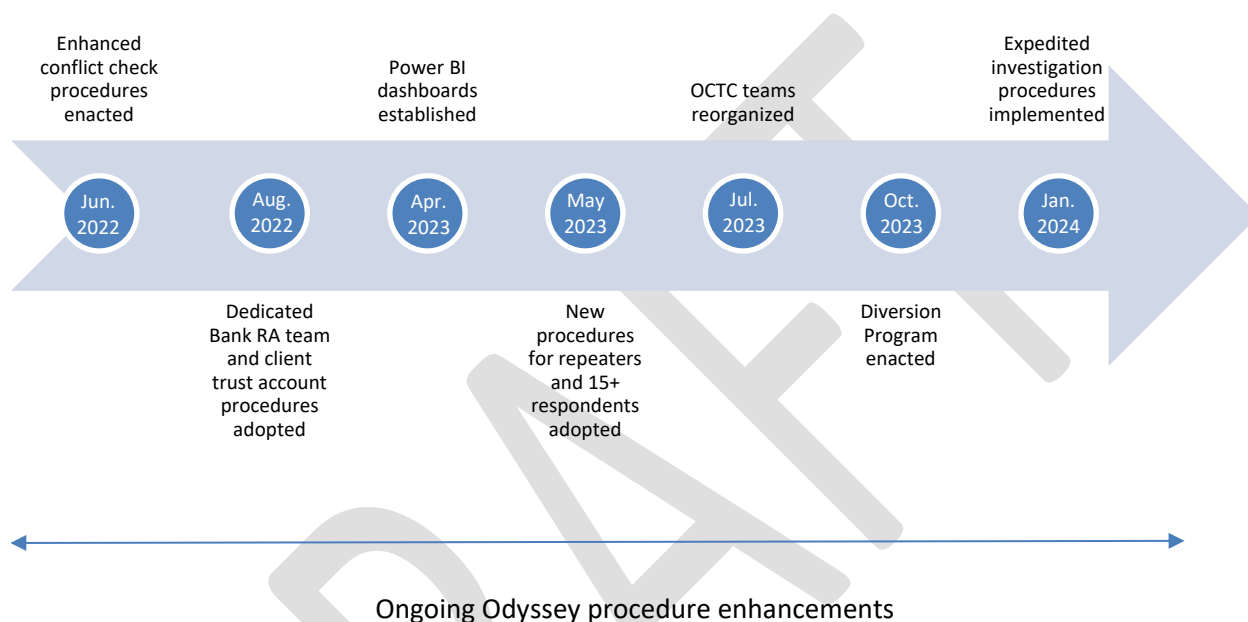 Enhanced
conflict check
procedures
enacted
Power BI
dashboards
established
OCTC teams
reorganized
Expedited
investigation
procedures
implemented
Jun.
2022
Aug.
2022
Apr.
2023
May
2023
Jul.
2023
Oct.
2023
Jan.
2024
Dedicated
Bank RA team
and client
trust account
procedures
adopted
New
procedures
for repeaters
and 15+
respondents
adopted
Diversion
Program
enacted
DRAFT
Ongoing Odyssey procedure enhancements